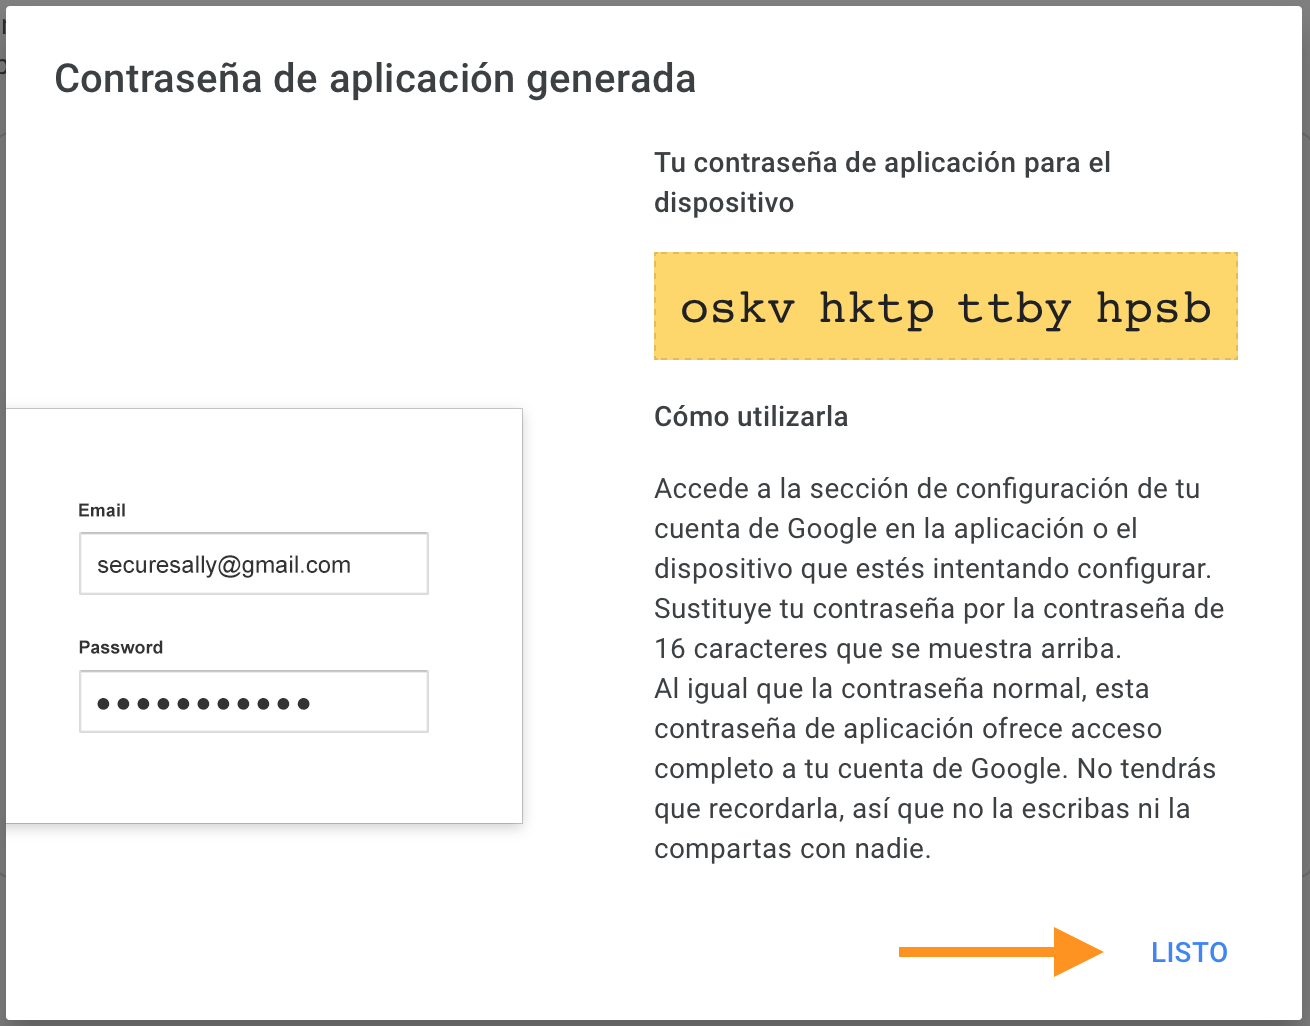 Contraseña de aplicación generada
Tu contraseña de aplicación para el
dispositivo
oskv hktp ttby hpsb
Cómo utilizarla
Accede a la sección de configuración de tu
cuenta de Google en la aplicación o el
dispositivo que estés intentando configurar.
Sustituye tu contraseña por la contraseña de
16 caracteres que se muestra arriba.
Al igual que la contraseña normal, esta
contraseña de aplicación ofrece acceso
completo a tu cuenta de Google. No tendrás
que recordarla, así que no la escribas ni la
compartas con nadie.
Email
securesally@gmail.com
Password
LISTO